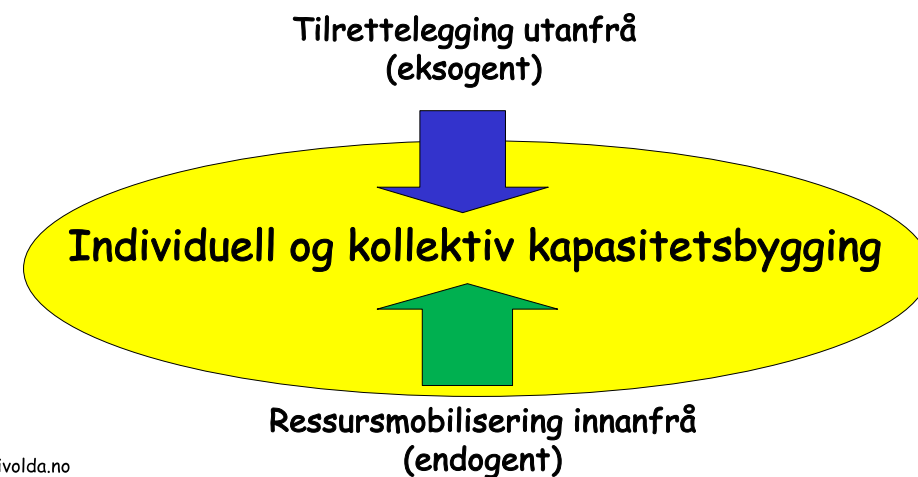 Tilrettelegging utanfrå
(eksogent)
Individuell og kollektiv kapasitetsbygging
Ressursmobilisering innanfrå
(endogent)
ivolda.no